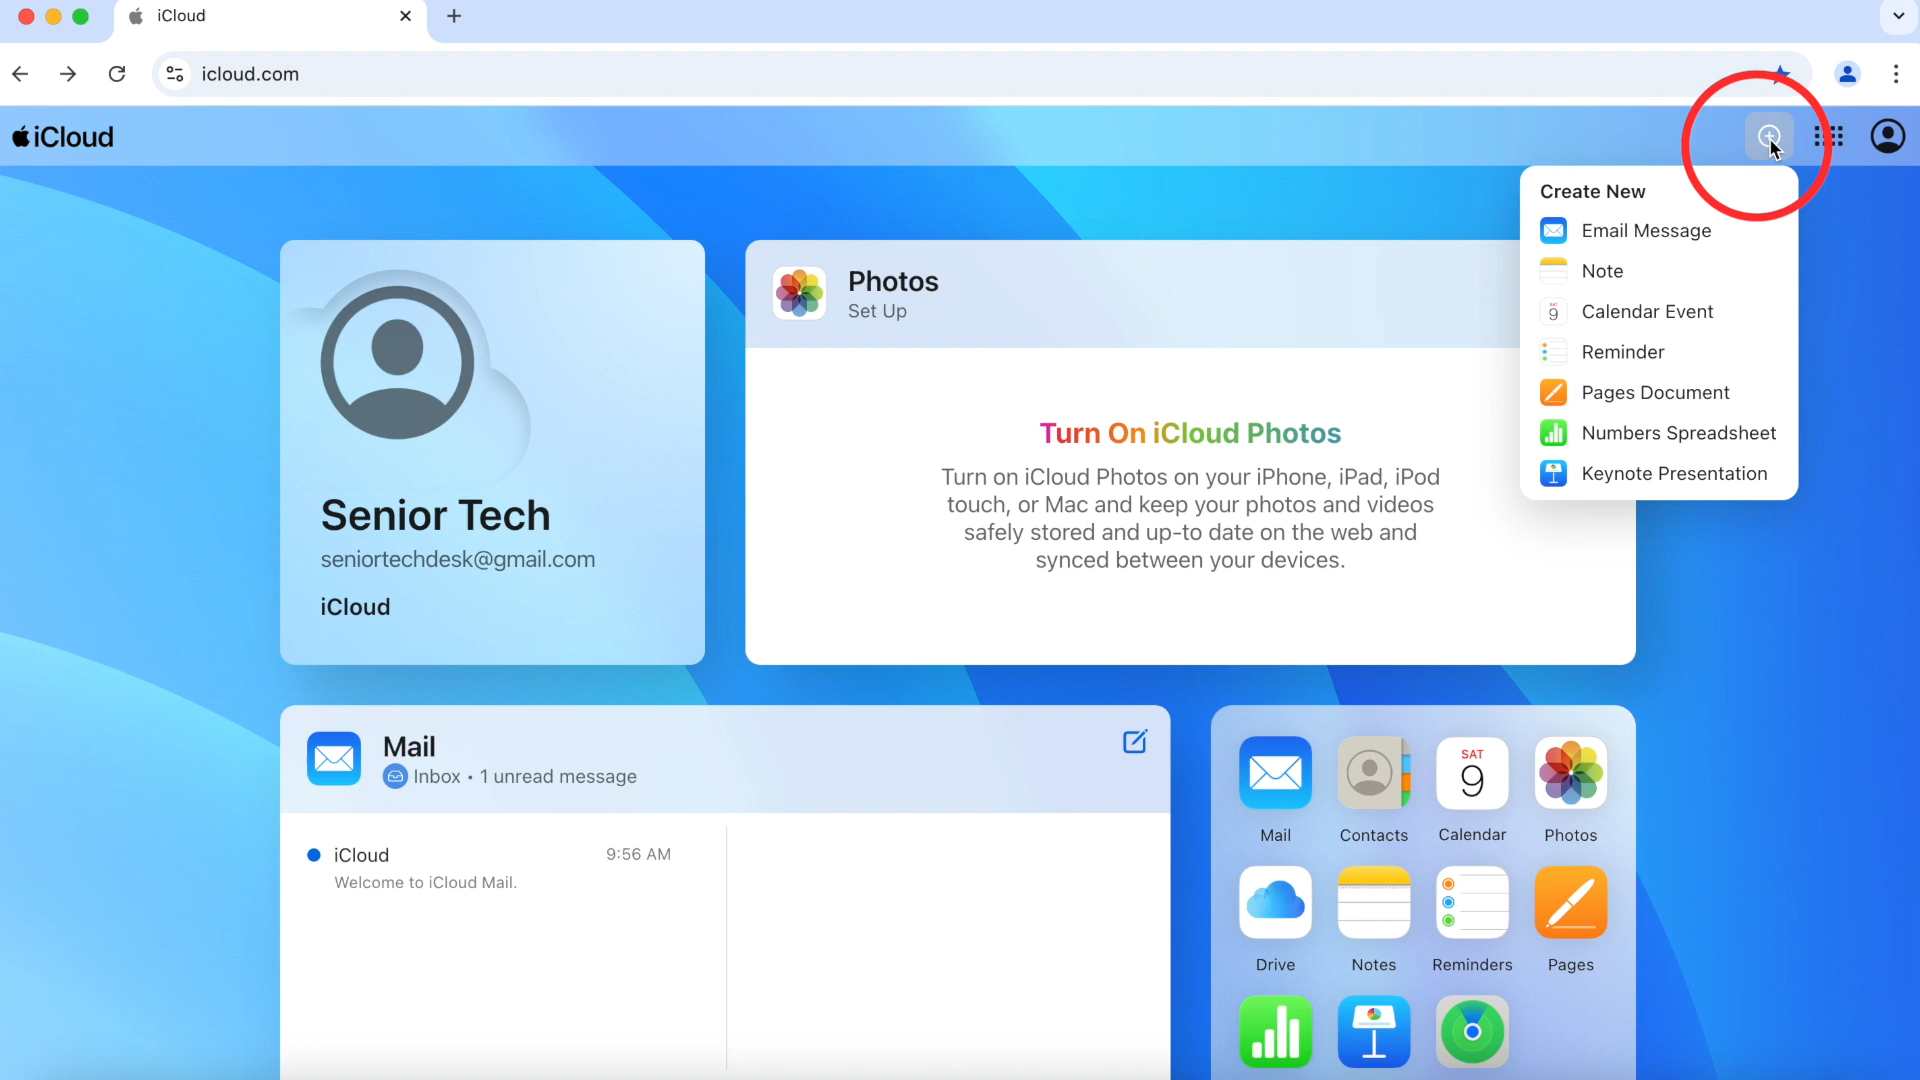 iCloud
icloud.com
iCloud
Create New
Email Message
Note
SAT
9
Calendar Event
Reminder
Pages Document
Numbers Spreadsheet
Keynote Presentation
Senior Tech
seniortechdesk@gmail.com
iCloud
Photos
Set Up
Turn On iCloud Photos
Turn on iCloud Photos on your iPhone, iPad, iPod
touch, or Mac and keep your photos and videos
safely stored and up-to date on the web and
synced between your devices.
Mail
Inbox • 1 unread message
iCloud 9:56 AM
Welcome to iCloud Mail.
SAT
9
Mail Contacts Calendar Photos
Drive Notes Reminders Pages